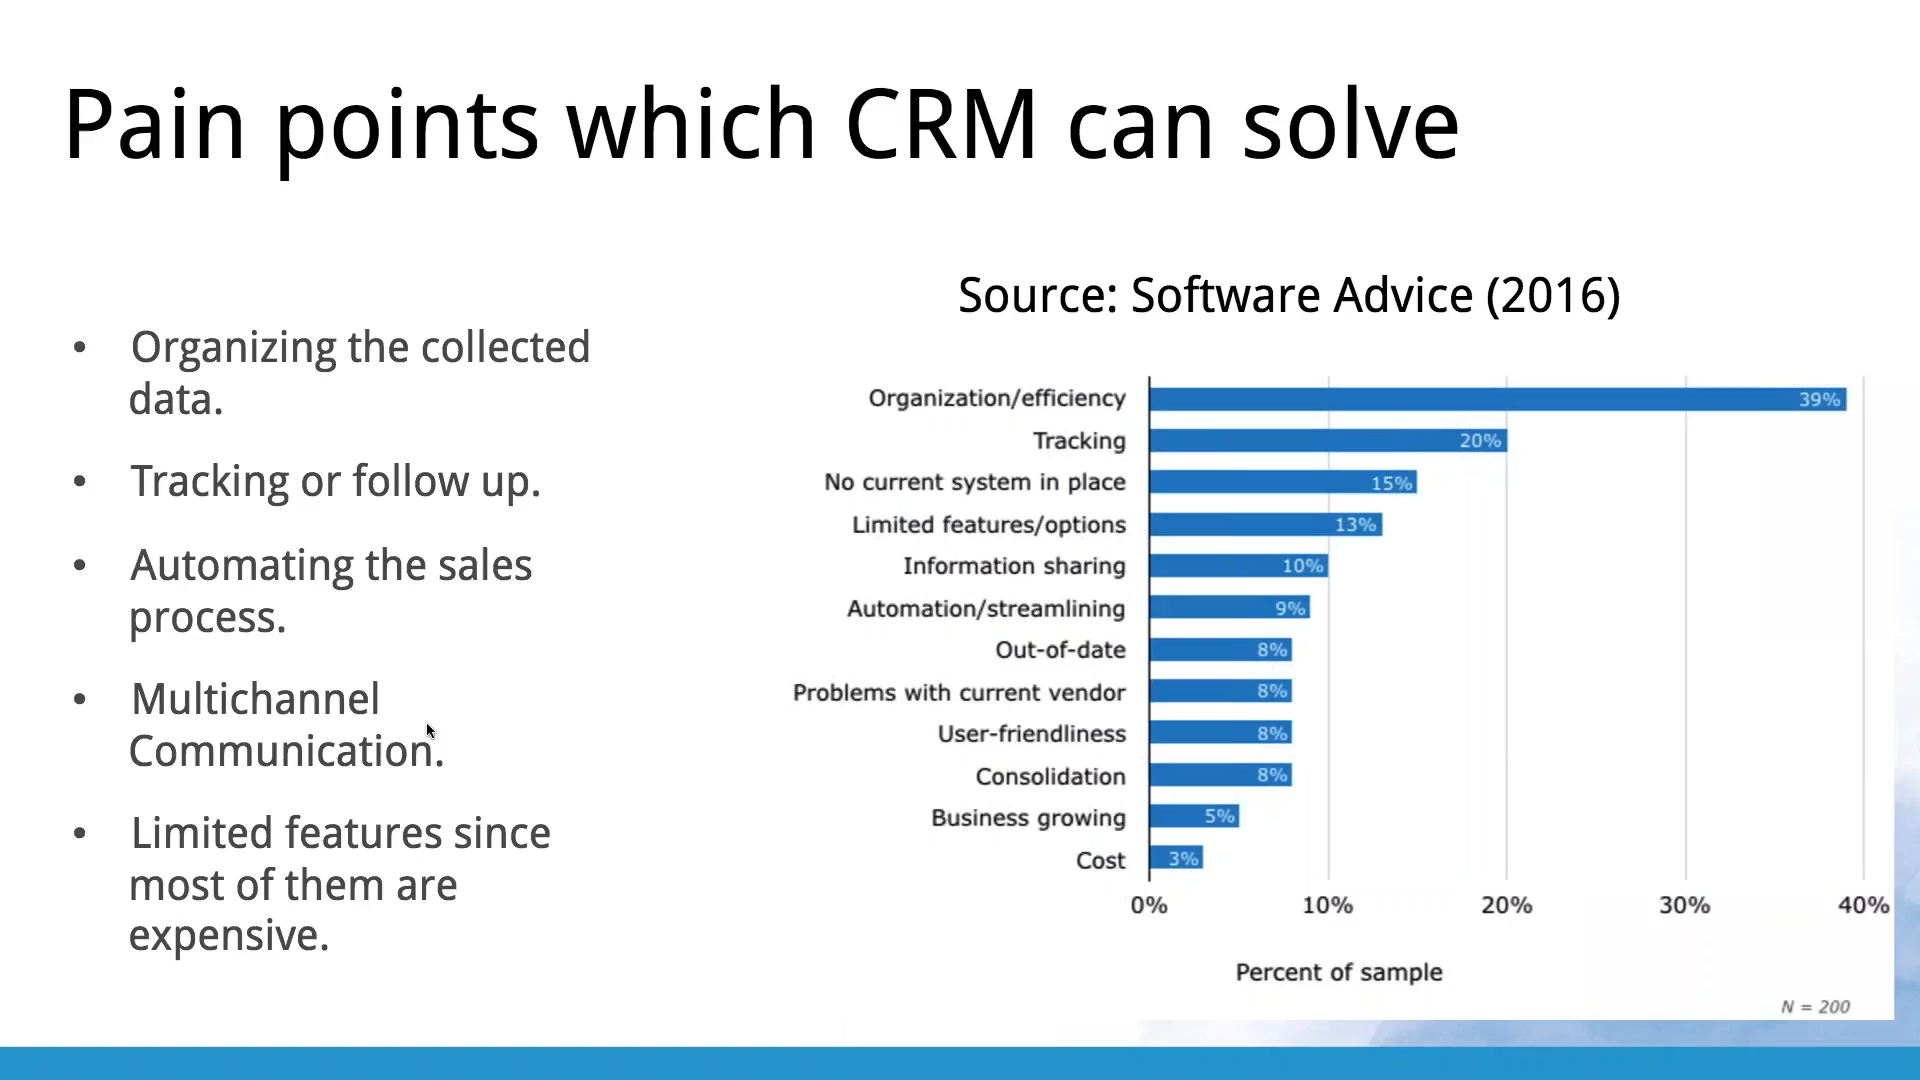 Pain points which CRM can solve
Source: Software Advice (2016)
• Organizing the collected
data.
• Tracking or follow up.
• Automating the sales
process.
• Multichannel
Communication.
• Limited features since
most of them are
expensive.
Organization/efficiency 39%
Tracking 20%
No current system in place 15%
Limited features/options 13%
Information sharing 10%
Automation/streamlining 9%
Out-of-date 8%
Problems with current vendor 8%
User-friendliness 8%
Consolidation 8%
Business growing 5%
Cost 3%
0% 10% 20% 30% 40%
Percent of sample
N = 200